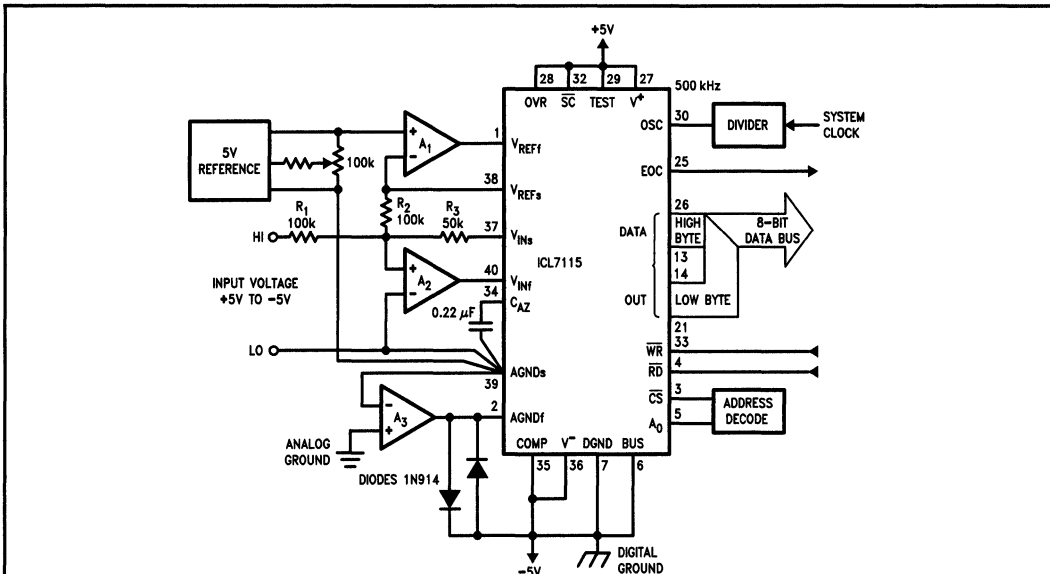 +5V
28 32 29 27
OVR SC TEST V+
500 kHz
5V
REFERENCE
100k
A1
1 VREFf
38 VREFs
R1
100k
R2
100k
R3
50k
37 VINs
HI
ICL7115
INPUT VOLTAGE
+5V TO -5V
A2
40 VINf
34 CAZ
0.22 μF
LO
AGNDs
39
A3
2 AGNDf
ANALOG
GROUND
DIODES 1N914
COMP V- DGND BUS
35 36 7 6
-5V
DIGITAL
GROUND
OSC 30 DIVIDER SYSTEM
CLOCK
EOC 25
26
DATA HIGH
BYTE
8-BIT
DATA BUS
13
14
OUT LOW BYTE
21
WR 33
RD 4
CS 3
A0 5
ADDRESS
DECODE